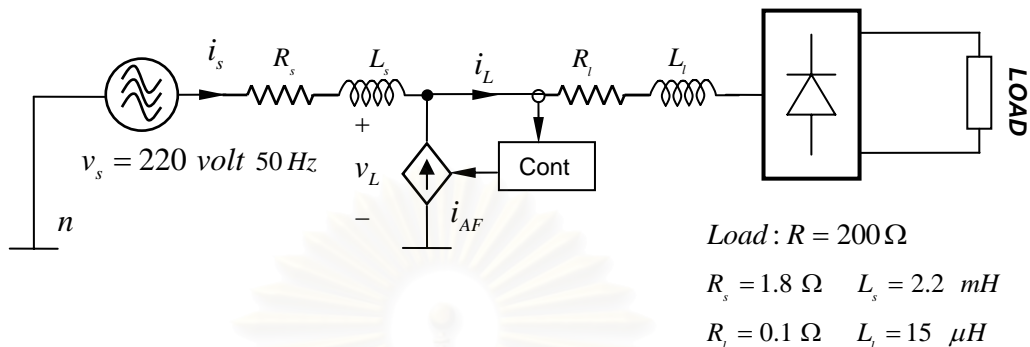 i_s
R_s
L_s
i_L
R_l
L_l
LOAD
+
v_L
−
v_s = 220 volt 50 Hz
Cont
i_AF
n
Load : R = 200 Ω
R_s = 1.8 Ω L_s = 2.2 mH
R_l = 0.1 Ω L_l = 15 μH